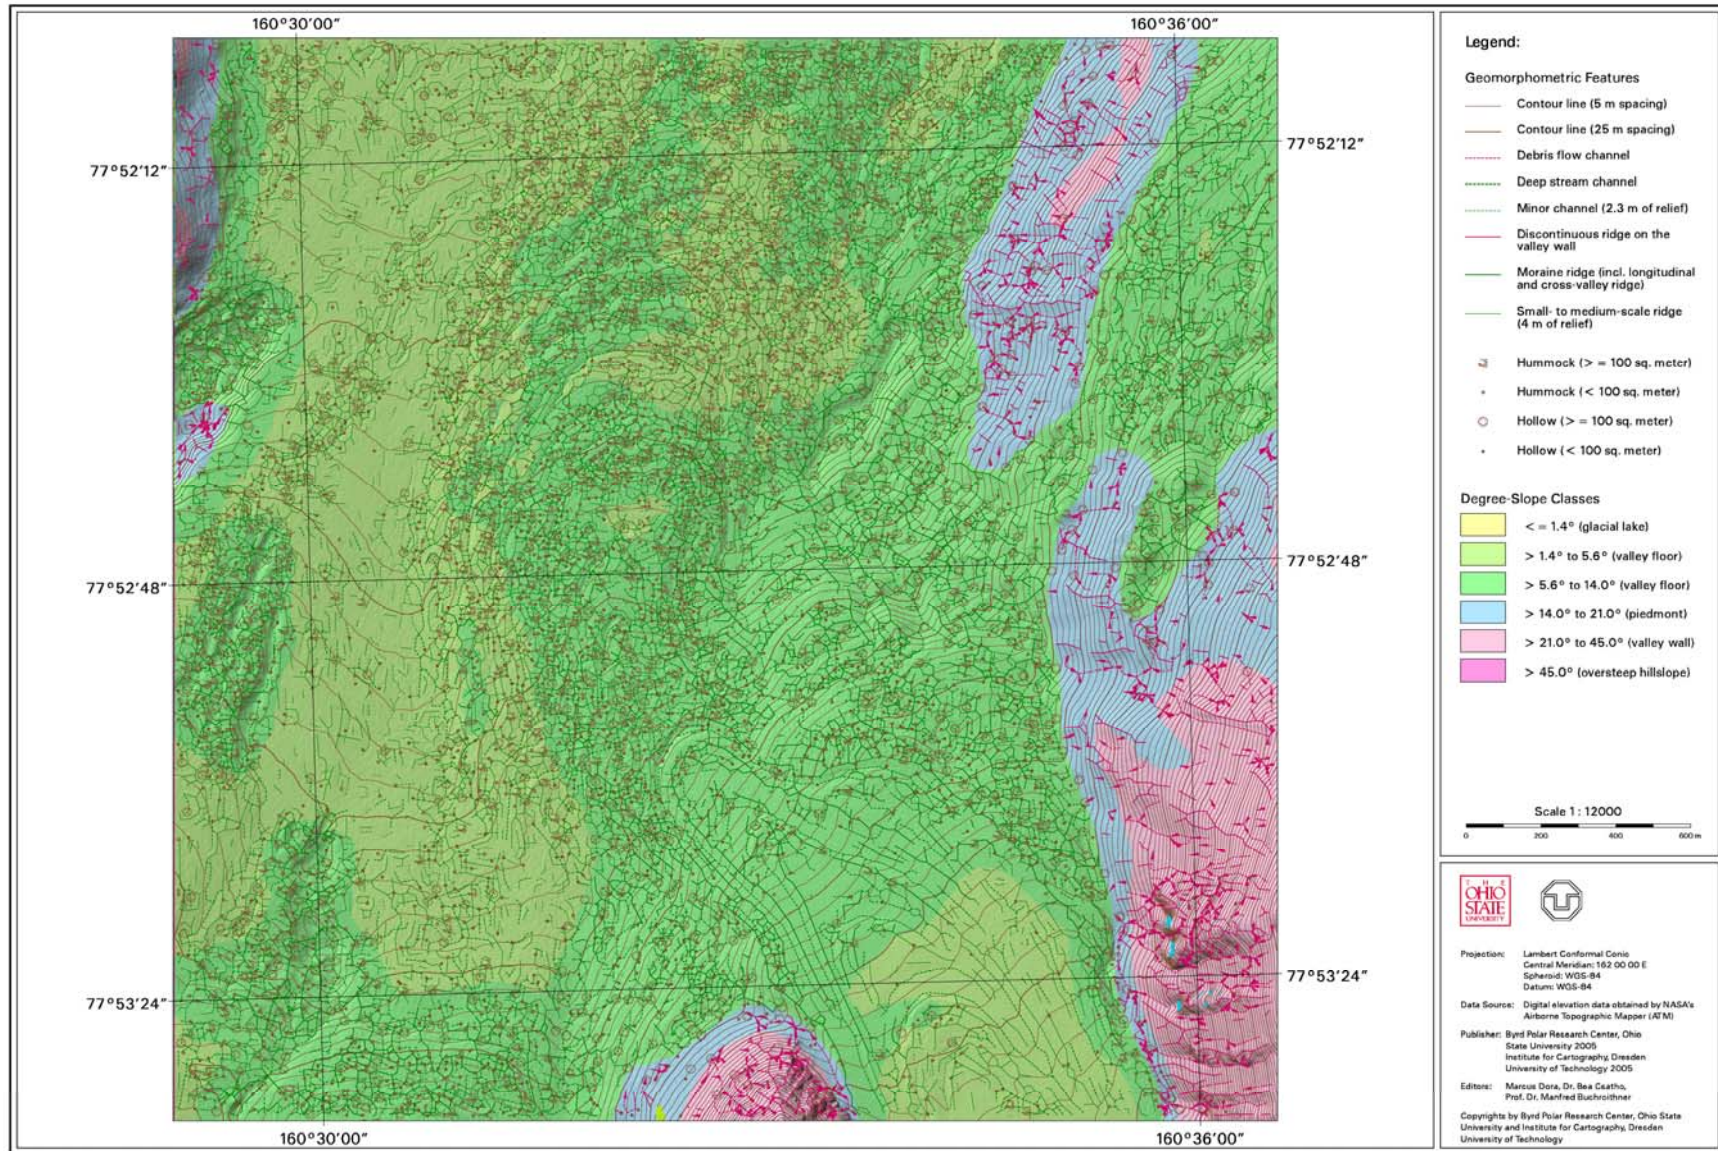 160°30′00″
160°36′00″
77°52′12″
77°52′12″
77°52′48″
77°52′48″
77°53′24″
77°53′24″
160°30′00″
160°36′00″
Legend:
Geomorphometric Features
Contour line (5 m spacing)
Contour line (25 m spacing)
Debris flow channel
Deep stream channel
Minor channel (2.3 m of relief)
Discontinuous ridge on the
valley wall
Moraine ridge (incl. longitudinal
and cross-valley ridge)
Small- to medium-scale ridge
(4 m of relief)
Hummock (> = 100 sq. meter)
Hummock (< 100 sq. meter)
Hollow (> = 100 sq. meter)
Hollow (< 100 sq. meter)
Degree-Slope Classes
< = 1.4° (glacial lake)
> 1.4° to 5.6° (valley floor)
> 5.6° to 14.0° (valley floor)
> 14.0° to 21.0° (piedmont)
> 21.0° to 45.0° (valley wall)
> 45.0° (oversteep hillslope)
Scale 1 : 12000
0 200 400 600 m
THE
OHIO
STATE
UNIVERSITY
Projection: Lambert Conformal Conic
Central Meridian: 162 00 00 E
Spheroid: WGS-84
Datum: WGS-84
Data Source: Digital elevation data obtained by NASA's
Airborne Topographic Mapper (ATM)
Publisher: Byrd Polar Research Center, Ohio
State University 2005
Institute for Cartography, Dresden
University of Technology 2005
Editors: Marcus Dora, Dr. Bea Csatho,
Prof. Dr. Manfred Buchroithner
Copyrights by Byrd Polar Research Center, Ohio State
University and Institute for Cartography, Dresden
University of Technology